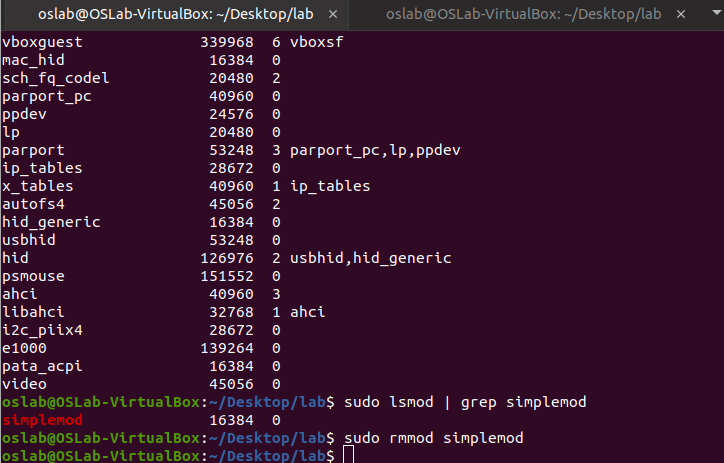 oslab@OSLab-VirtualBox: ~/Desktop/lab × oslab@OSLab-VirtualBox: ~/Desktop/lab ×
vboxguest 339968 6 vboxsf
mac_hid 16384 0
sch_fq_codel 20480 2
parport_pc 40960 0
ppdev 24576 0
lp 20480 0
parport 53248 3 parport_pc,lp,ppdev
ip_tables 28672 0
x_tables 40960 1 ip_tables
autofs4 45056 2
hid_generic 16384 0
usbhid 53248 0
hid 126976 2 usbhid,hid_generic
psmouse 151552 0
ahci 40960 3
libahci 32768 1 ahci
i2c_piix4 28672 0
e1000 139264 0
pata_acpi 16384 0
video 45056 0
oslab@OSLab-VirtualBox:~/Desktop/lab$ sudo lsmod | grep simplemod
simplemod 16384 0
oslab@OSLab-VirtualBox:~/Desktop/lab$ sudo rmmod simplemod
oslab@OSLab-VirtualBox:~/Desktop/lab$